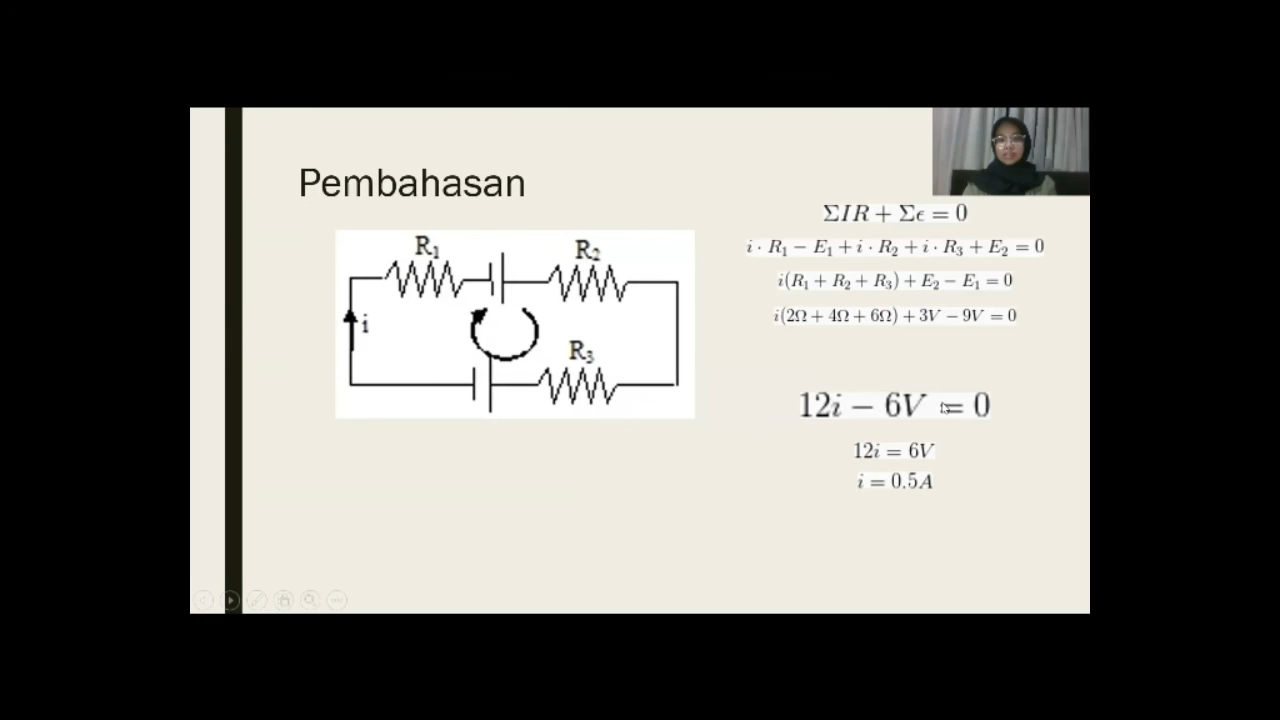 Pembahasan
R₁
R₂
i
R₃
ΣIR + Σϵ = 0
i · R₁ − E₁ + i · R₂ + i · R₃ + E₂ = 0
i(R₁ + R₂ + R₃) + E₂ − E₁ = 0
i(2Ω + 4Ω + 6Ω) + 3V − 9V = 0
12i − 6V = 0
12i = 6V
i = 0.5A